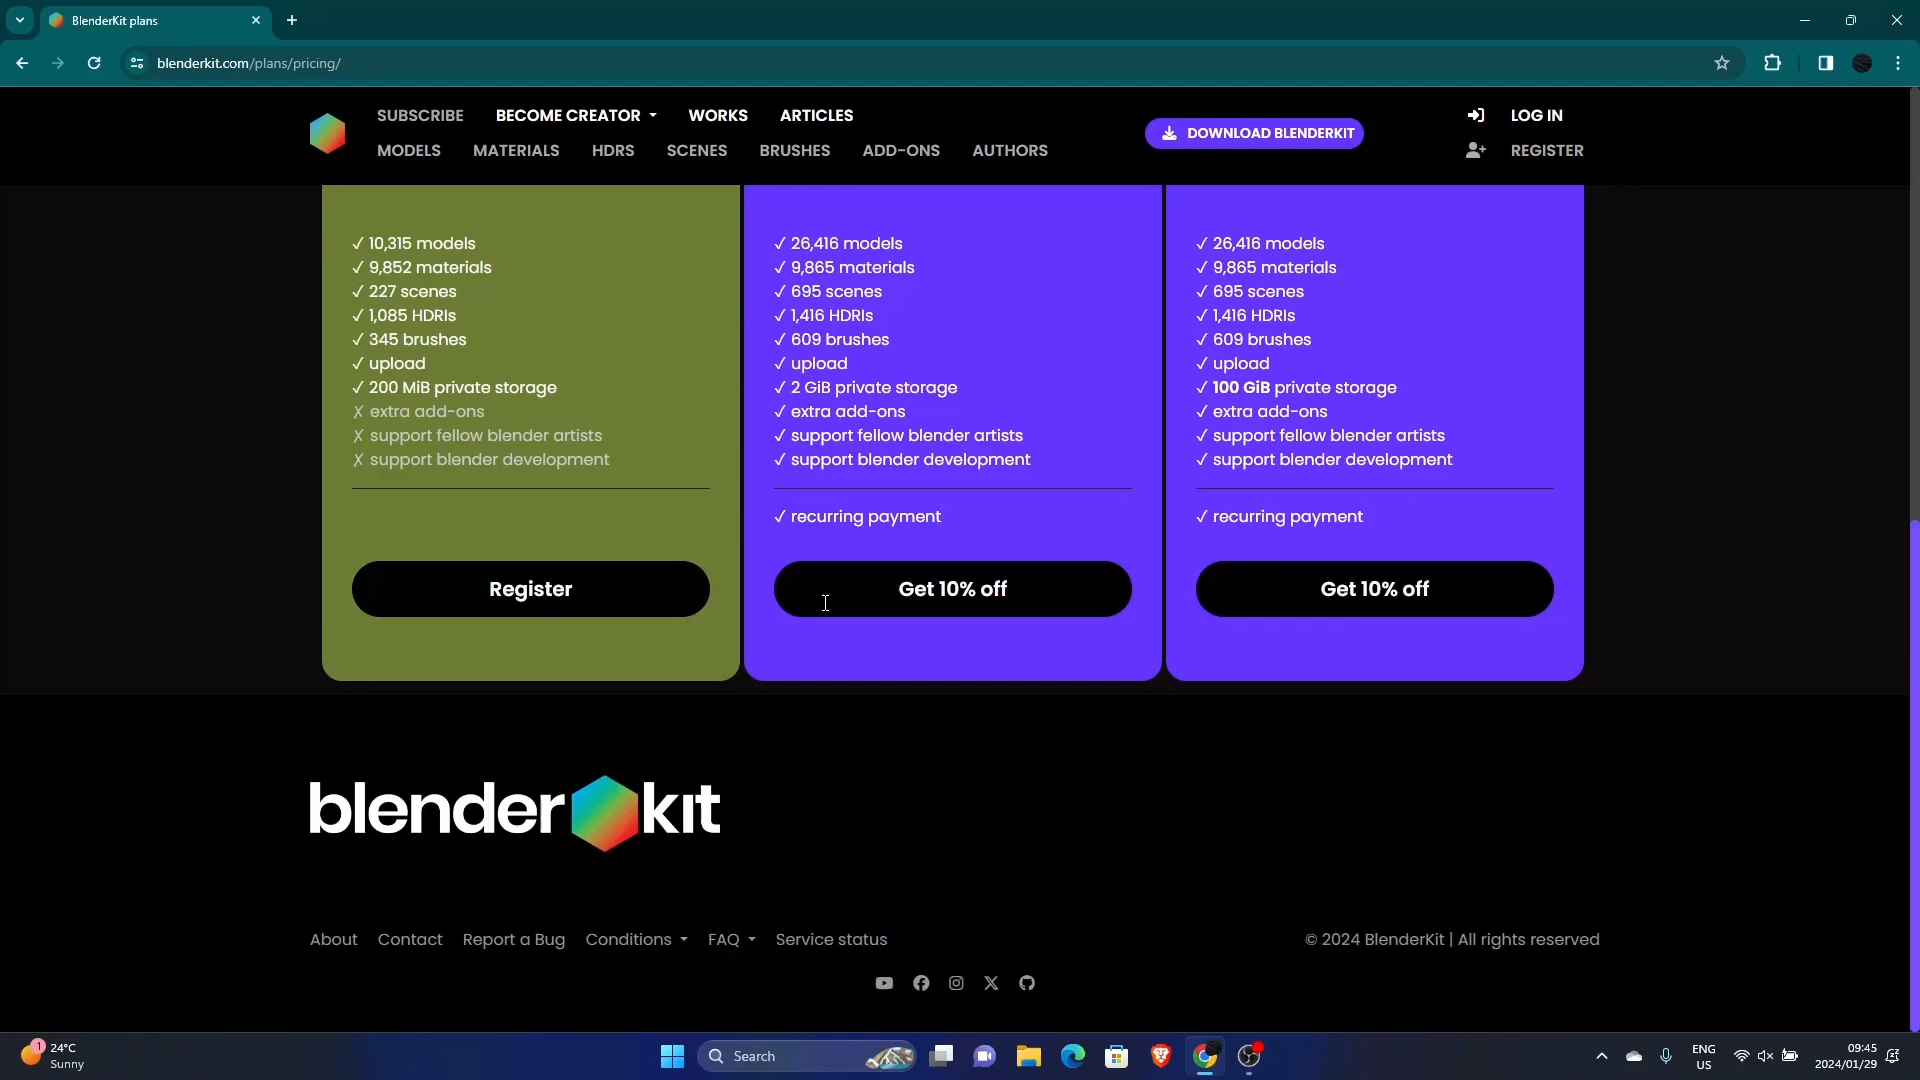 BlenderKit plans
blenderkit.com/plans/pricing/
SUBSCRIBE BECOME CREATOR WORKS ARTICLES
MODELS MATERIALS HDRS SCENES BRUSHES ADD-ONS AUTHORS
DOWNLOAD BLENDERKIT
LOG IN
REGISTER
✓ 10,315 models
✓ 9,852 materials
✓ 227 scenes
✓ 1,085 HDRIs
✓ 345 brushes
✓ upload
✓ 200 MiB private storage
✗ extra add-ons
✗ support fellow blender artists
✗ support blender development
Register
✓ 26,416 models
✓ 9,865 materials
✓ 695 scenes
✓ 1,416 HDRIs
✓ 609 brushes
✓ upload
✓ 2 GiB private storage
✓ extra add-ons
✓ support fellow blender artists
✓ support blender development
✓ recurring payment
Get 10% off
✓ 26,416 models
✓ 9,865 materials
✓ 695 scenes
✓ 1,416 HDRIs
✓ 609 brushes
✓ upload
✓ 100 GiB private storage
✓ extra add-ons
✓ support fellow blender artists
✓ support blender development
✓ recurring payment
Get 10% off
blender kit
About Contact Report a Bug Conditions FAQ Service status
© 2024 BlenderKit | All rights reserved
1
24°C
Sunny
Search
ENG
US
09:45
2024/01/29